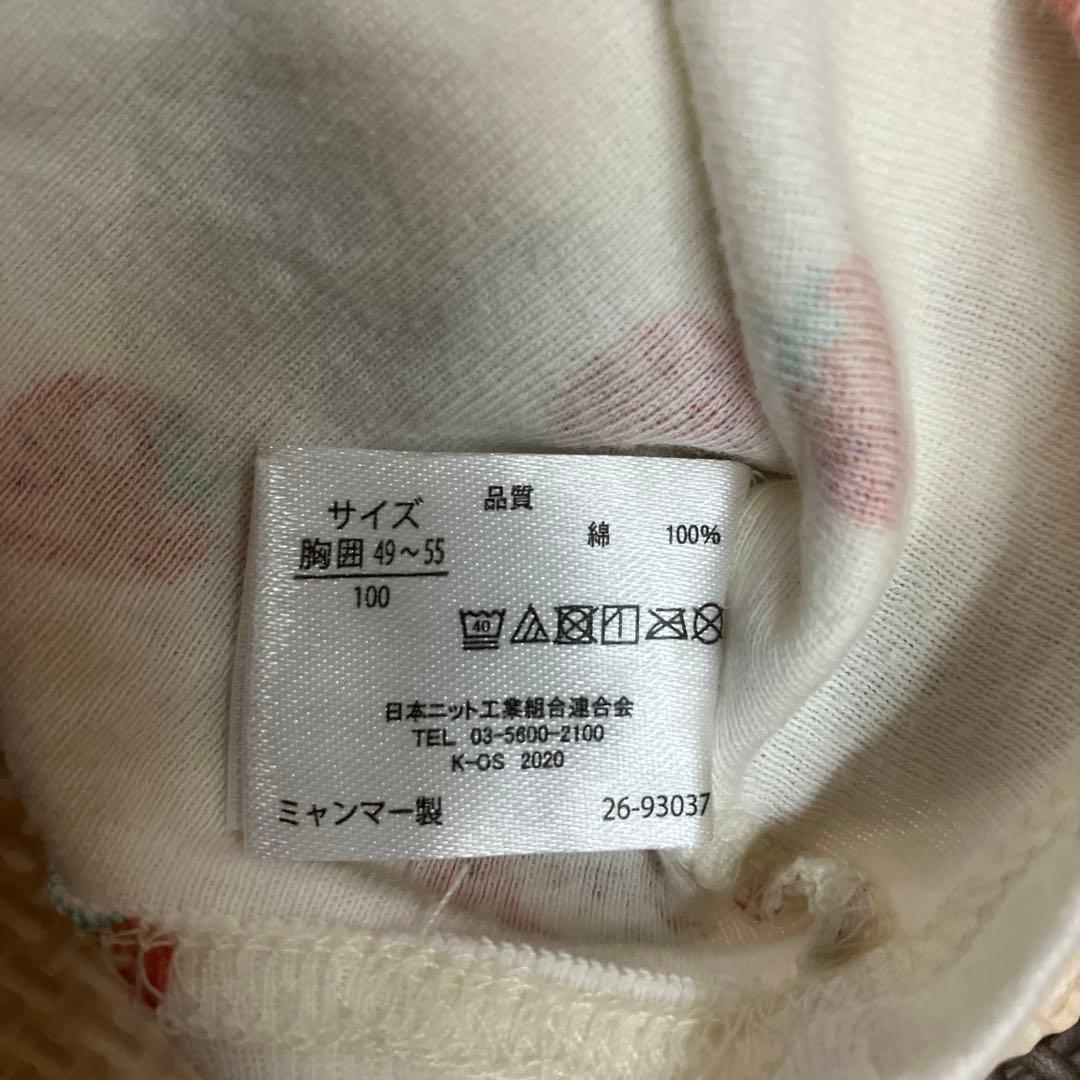 サイズ
胸囲 49~55
100
品質
綿 100%
40
日本ニット工業組合連合会
TEL 03-5600-2100
K-OS 2020
ミャンマー製 26-93037